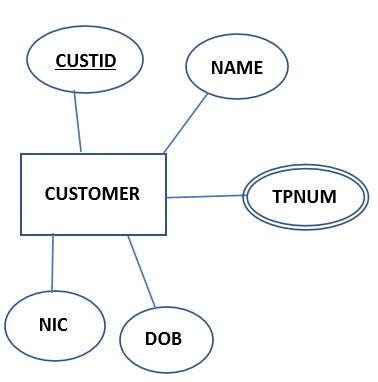 CUSTID
NAME
CUSTOMER
TPNUM
NIC
DOB